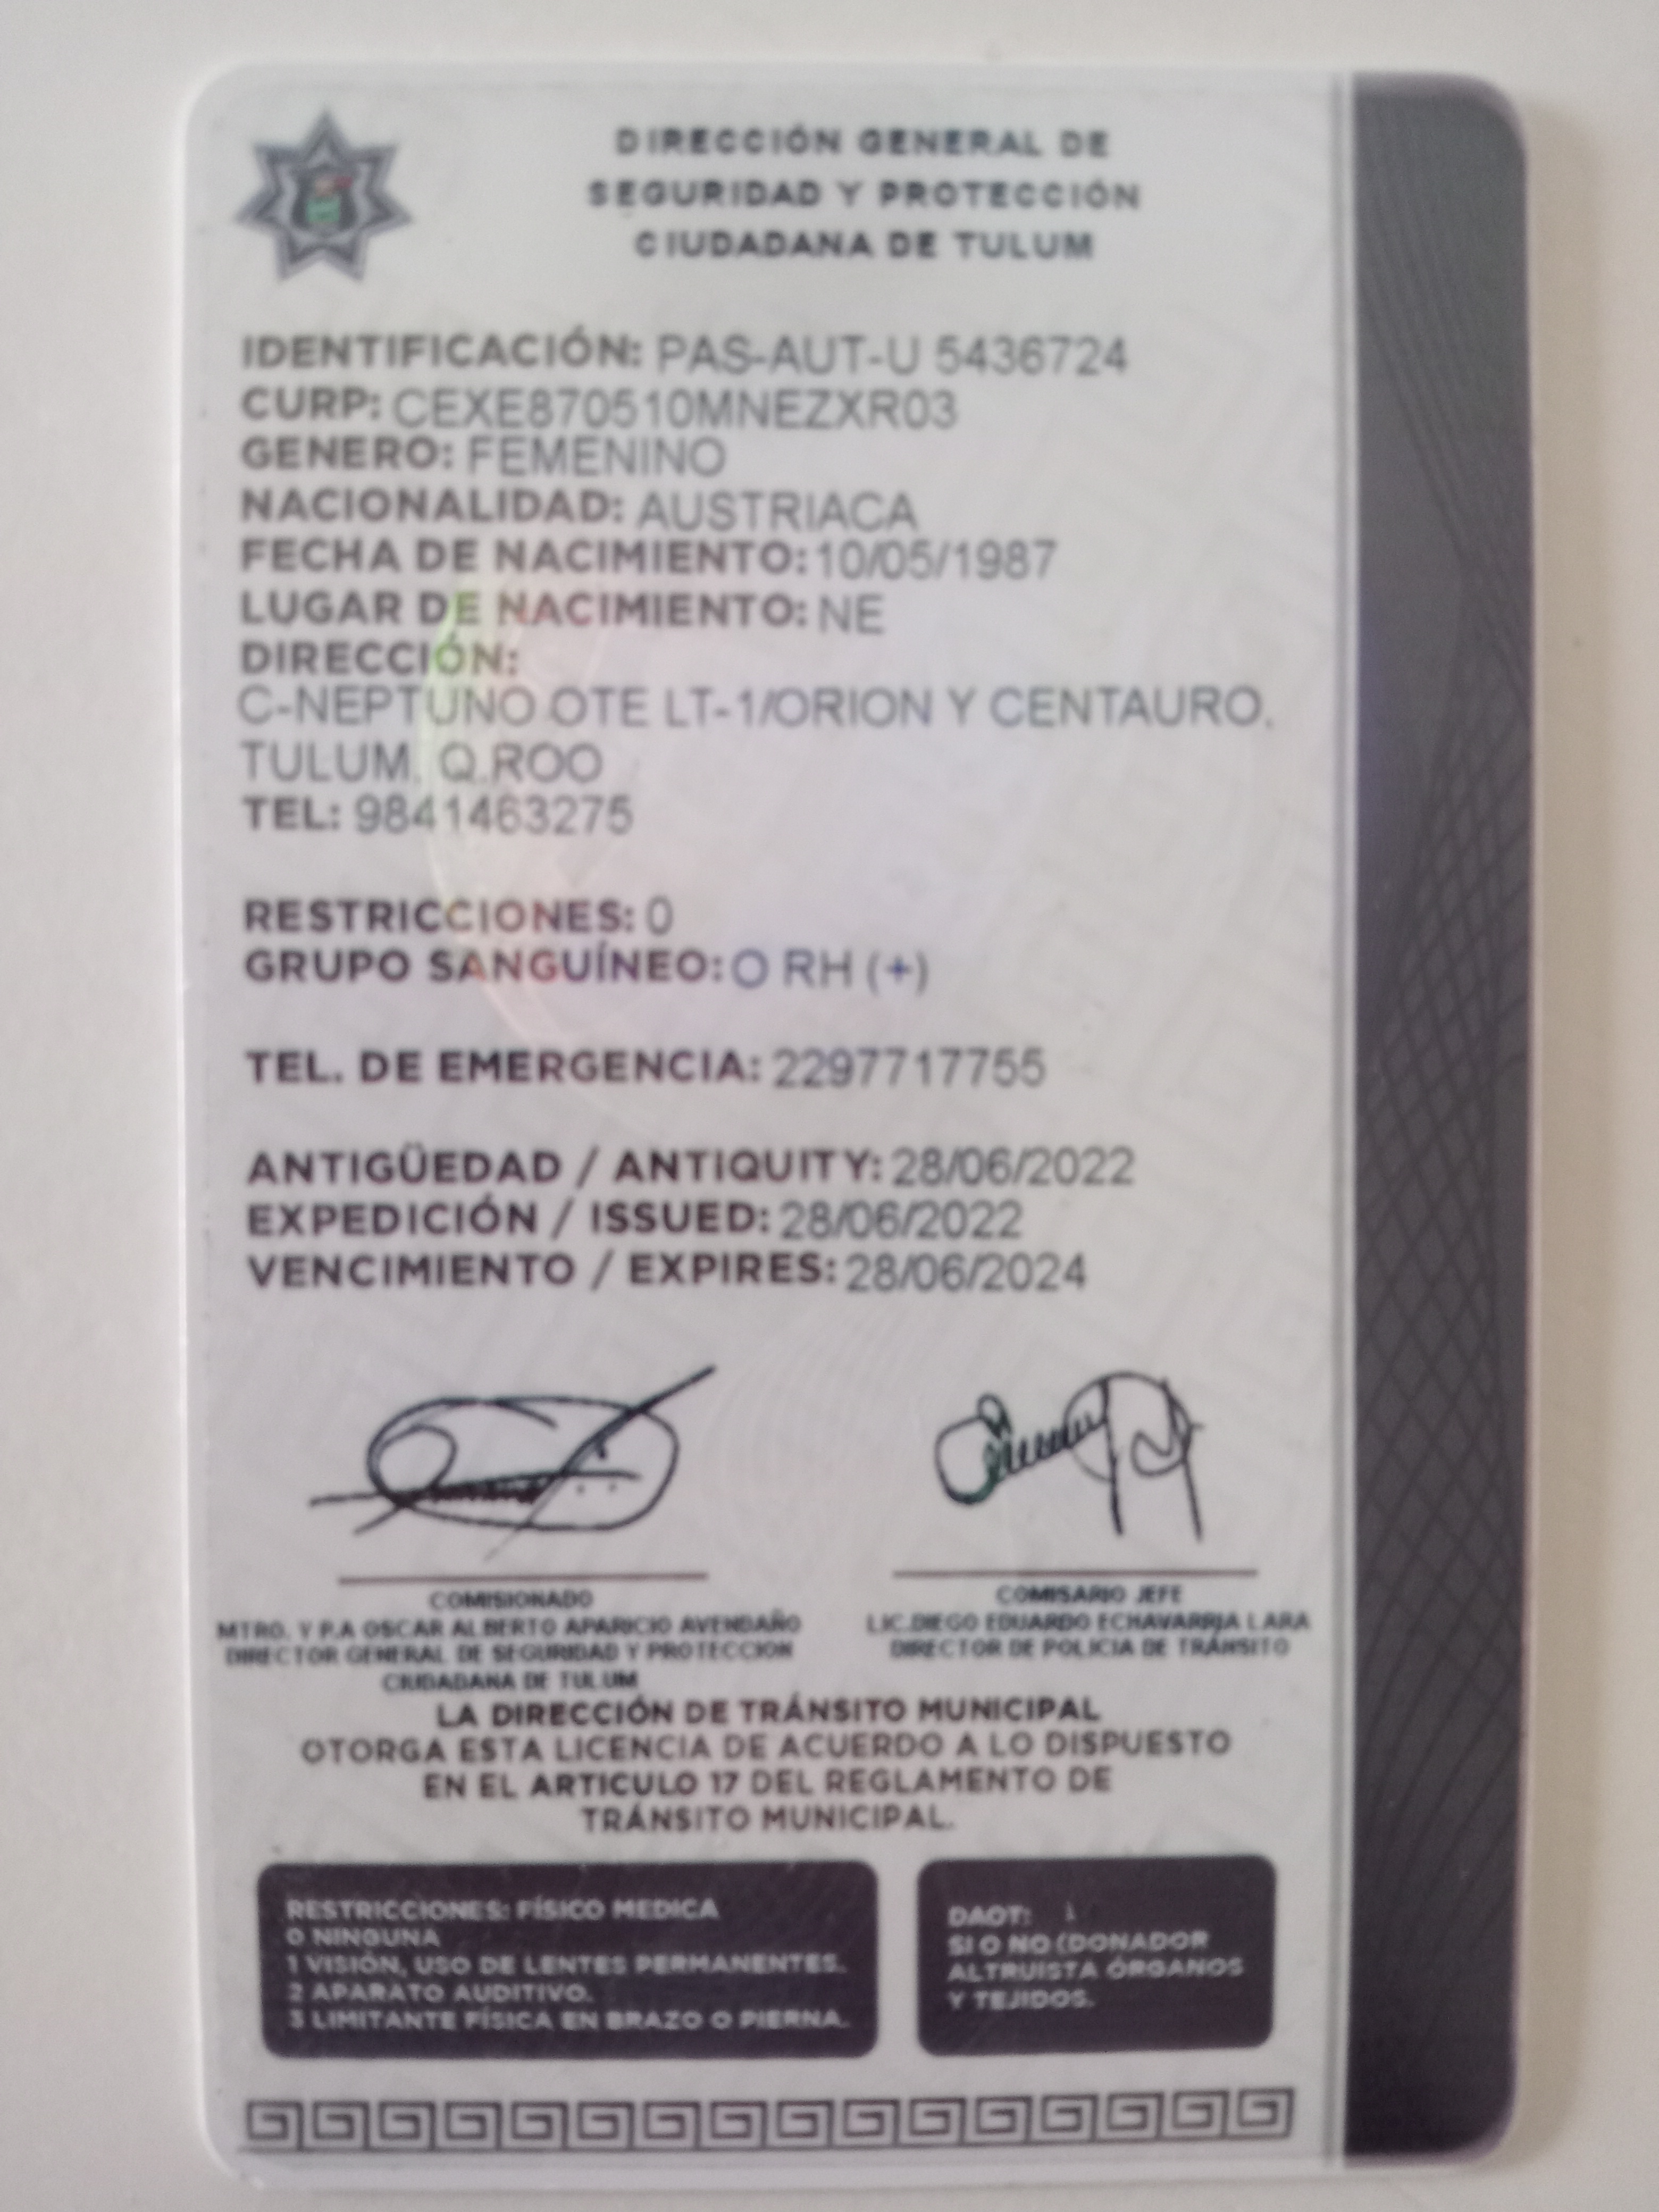 DIRECCIÓN GENERAL DE
SEGURIDAD Y PROTECCIÓN
CIUDADANA DE TULUM
IDENTIFICACIÓN: PAS-AUT-U 5436724
CURP: CEXE870510MNEZXR03
GENERO: FEMENINO
NACIONALIDAD: AUSTRIACA
FECHA DE NACIMIENTO: 10/05/1987
LUGAR DE NACIMIENTO: NE
DIRECCIÓN:
C-NEPTUNO OTE LT-1/ORION Y CENTAURO.
TULUM, Q.ROO
TEL: 9841463275
RESTRICCIONES: 0
GRUPO SANGUÍNEO: O RH (+)
TEL. DE EMERGENCIA: 2297717755
ANTIGÜEDAD / ANTIQUITY: 28/06/2022
EXPEDICIÓN / ISSUED: 28/06/2022
VENCIMIENTO / EXPIRES: 28/06/2024
COMISIONADO
MTRO. Y P.A OSCAR ALBERTO APARICIO AVENDAÑO
DIRECTOR GENERAL DE SEGURIDAD Y PROTECCION
CIUDADANA DE TULUM
COMISARIO JEFE
LIC.DIEGO EDUARDO ECHAVARRIA LARA
DIRECTOR DE POLICIA DE TRÁNSITO
LA DIRECCIÓN DE TRÁNSITO MUNICIPAL
OTORGA ESTA LICENCIA DE ACUERDO A LO DISPUESTO
EN EL ARTICULO 17 DEL REGLAMENTO DE
TRÁNSITO MUNICIPAL.
RESTRICCIONES: FÍSICO MEDICA
0 NINGUNA
1 VISIÓN, USO DE LENTES PERMANENTES.
2 APARATO AUDITIVO.
3 LIMITANTE FÍSICA EN BRAZO O PIERNA.
DAOT:
SI O NO (DONADOR
ALTRUISTA ÓRGANOS
Y TEJIDOS.